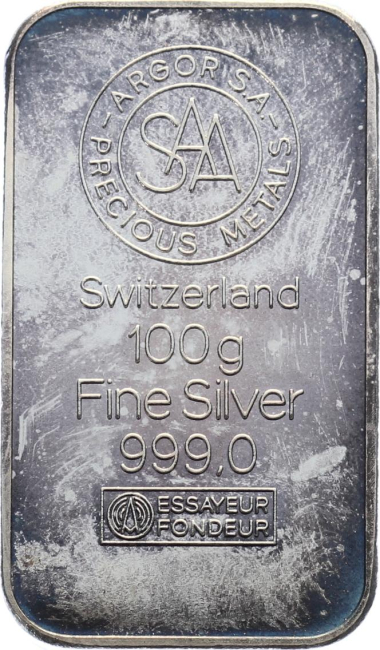 ARGOR S.A.
SAA
PRECIOUS METALS
Switzerland
100g
Fine Silver
999,0
ESSAYEUR
FONDEUR